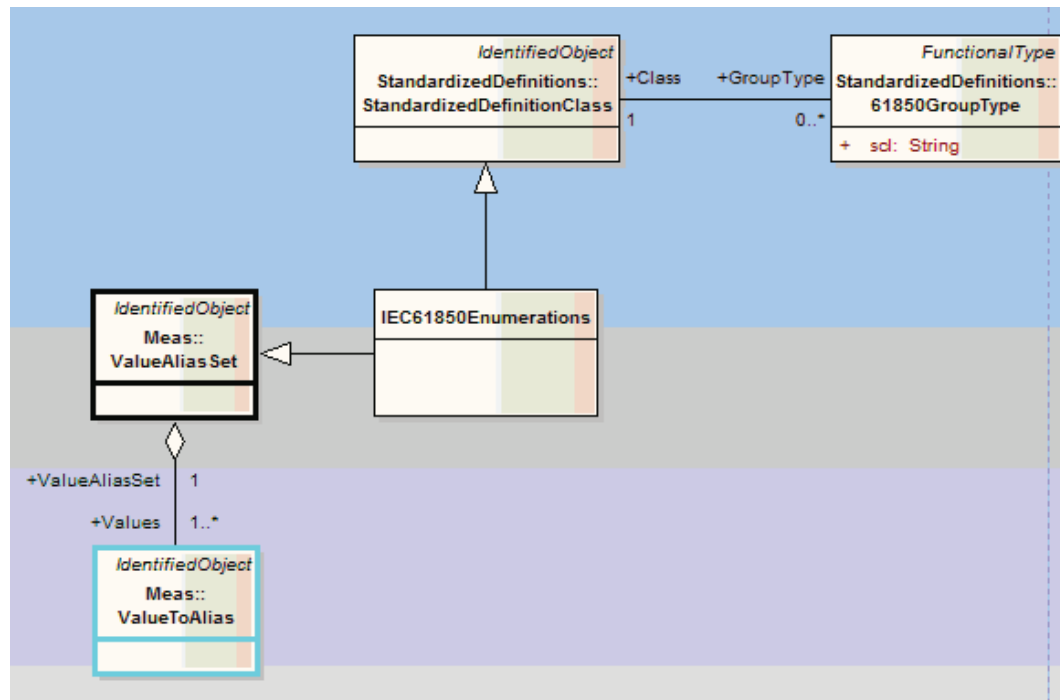 IdentifiedObject
StandardizedDefinitions::
StandardizedDefinitionClass
+Class
+GroupType
1
0..*
FunctionalType
StandardizedDefinitions::
61850GroupType
+ scl: String
IEC61850Enumerations
IdentifiedObject
Meas::
ValueAliasSet
+ValueAliasSet
1
+Values
1..*
IdentifiedObject
Meas::
ValueToAlias